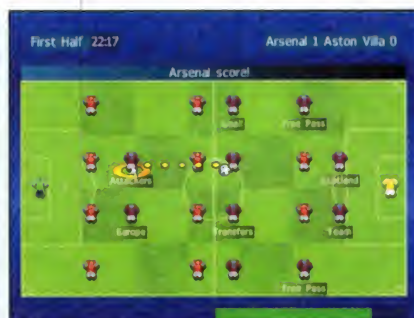 First Half 22:17 Arsenal 1 Aston Villa 0
Arsenal score!
Goal! Free Pass
Attackers Scotland
Europe Transfers Team
Free Pass